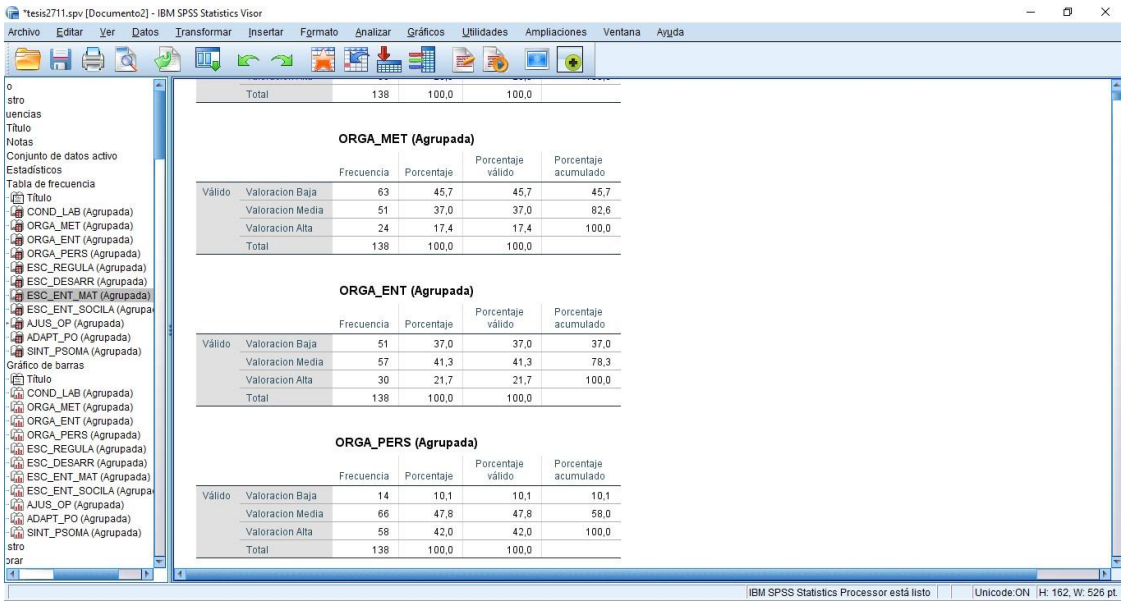 *tesis2711.spv [Documento2] - IBM SPSS Statistics Visor
Archivo Editar Ver Datos Transformar Insertar Formato Analizar Gráficos Utilidades Ampliaciones Ventana Ayuda
o
stro
uencias
Título
Notas
Conjunto de datos activo
Estadísticos
Tabla de frecuencia
Título
COND_LAB (Agrupada)
ORGA_MET (Agrupada)
ORGA_ENT (Agrupada)
ORGA_PERS (Agrupada)
ESC_REGULA (Agrupada)
ESC_DESARR (Agrupada)
ESC_ENT_MAT (Agrupada)
ESC_ENT_SOCILA (Agrupa
AJUS_OP (Agrupada)
ADAPT_PO (Agrupada)
SINT_PSOMA (Agrupada)
Gráfico de barras
Título
COND_LAB (Agrupada)
ORGA_MET (Agrupada)
ORGA_ENT (Agrupada)
ORGA_PERS (Agrupada)
ESC_REGULA (Agrupada)
ESC_DESARR (Agrupada)
ESC_ENT_MAT (Agrupada)
ESC_ENT_SOCILA (Agrupa
AJUS_OP (Agrupada)
ADAPT_PO (Agrupada)
SINT_PSOMA (Agrupada)
stro
orar
Total 138 100,0 100,0
ORGA_MET (Agrupada)
Frecuencia Porcentaje Porcentaje válido Porcentaje acumulado
Válido Valoracion Baja 63 45,7 45,7 45,7
Valoracion Media 51 37,0 37,0 82,6
Valoracion Alta 24 17,4 17,4 100,0
Total 138 100,0 100,0
ORGA_ENT (Agrupada)
Frecuencia Porcentaje Porcentaje válido Porcentaje acumulado
Válido Valoracion Baja 51 37,0 37,0 37,0
Valoracion Media 57 41,3 41,3 78,3
Valoracion Alta 30 21,7 21,7 100,0
Total 138 100,0 100,0
ORGA_PERS (Agrupada)
Frecuencia Porcentaje Porcentaje válido Porcentaje acumulado
Válido Valoracion Baja 14 10,1 10,1 10,1
Valoracion Media 66 47,8 47,8 58,0
Valoracion Alta 58 42,0 42,0 100,0
Total 138 100,0 100,0
IBM SPSS Statistics Processor está listo Unicode:ON H: 162, W: 526 pt.